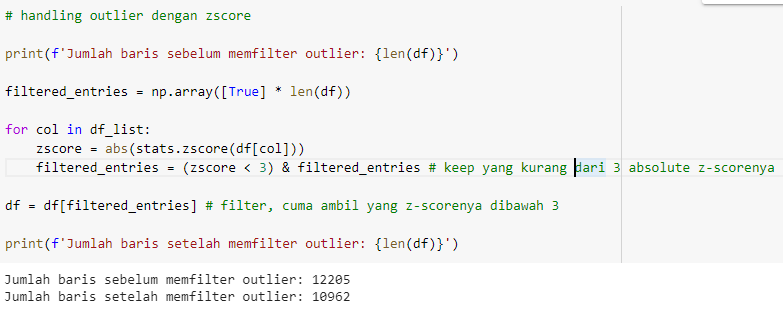 # handling outlier dengan zscore
print(f'Jumlah baris sebelum memfilter outlier: {len(df)}')
filtered_entries = np.array([True] * len(df))
for col in df_list:
    zscore = abs(stats.zscore(df[col]))
    filtered_entries = (zscore < 3) & filtered_entries # keep yang kurang dari 3 absolute z-scorenya
df = df[filtered_entries] # filter, cuma ambil yang z-scorenya dibawah 3
print(f'Jumlah baris setelah memfilter outlier: {len(df)}')
Jumlah baris sebelum memfilter outlier: 12205
Jumlah baris setelah memfilter outlier: 10962